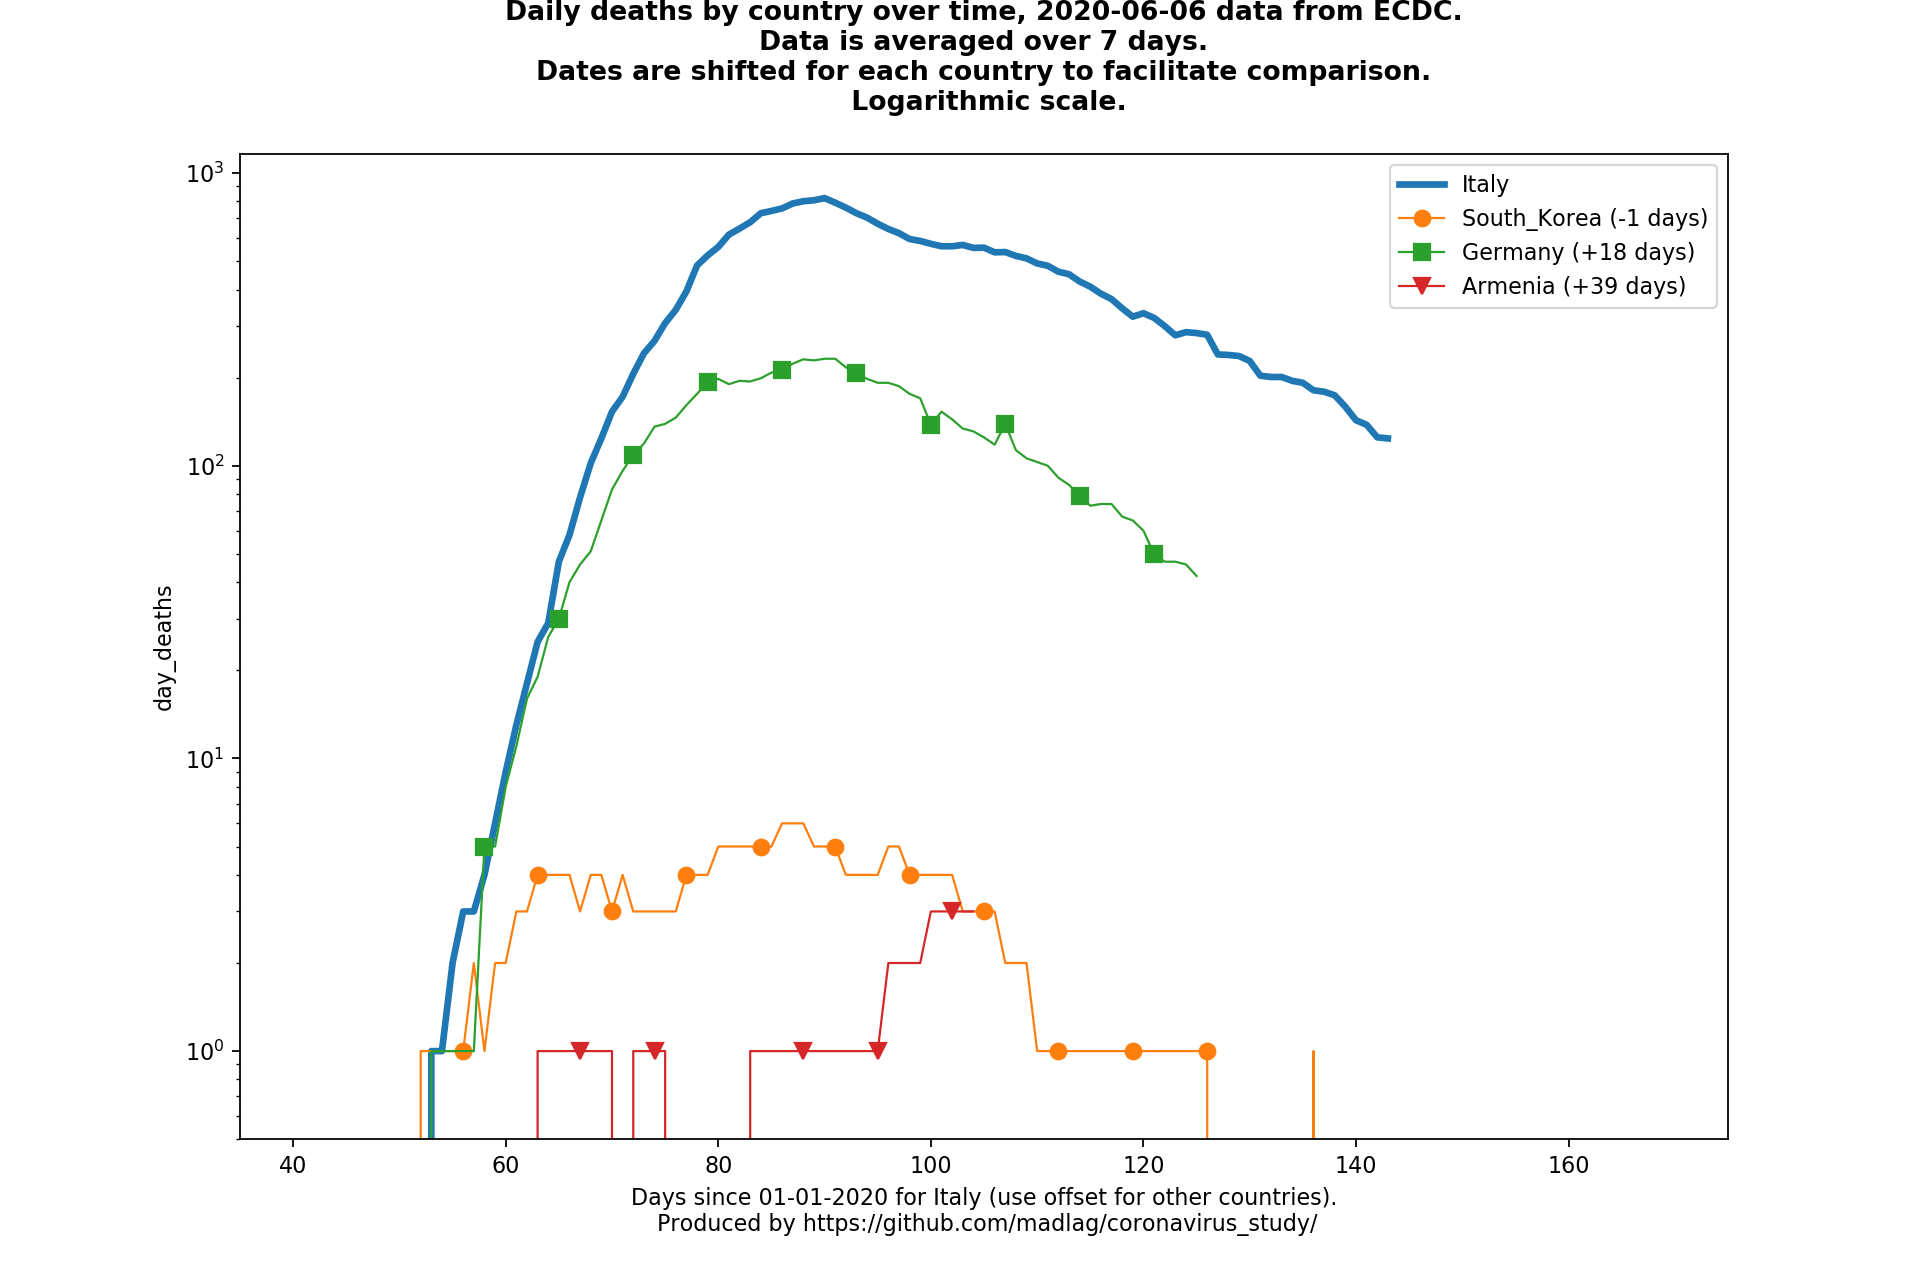 Daily deaths by country over time, 2020-06-06 data from ECDC.
Data is averaged over 7 days.
Dates are shifted for each country to facilitate comparison.
Logarithmic scale.
10³
10²
10¹
10⁰
day_deaths
Italy
South_Korea (-1 days)
Germany (+18 days)
Armenia (+39 days)
40 60 80 100 120 140 160
Days since 01-01-2020 for Italy (use offset for other countries).
Produced by https://github.com/madlag/coronavirus_study/